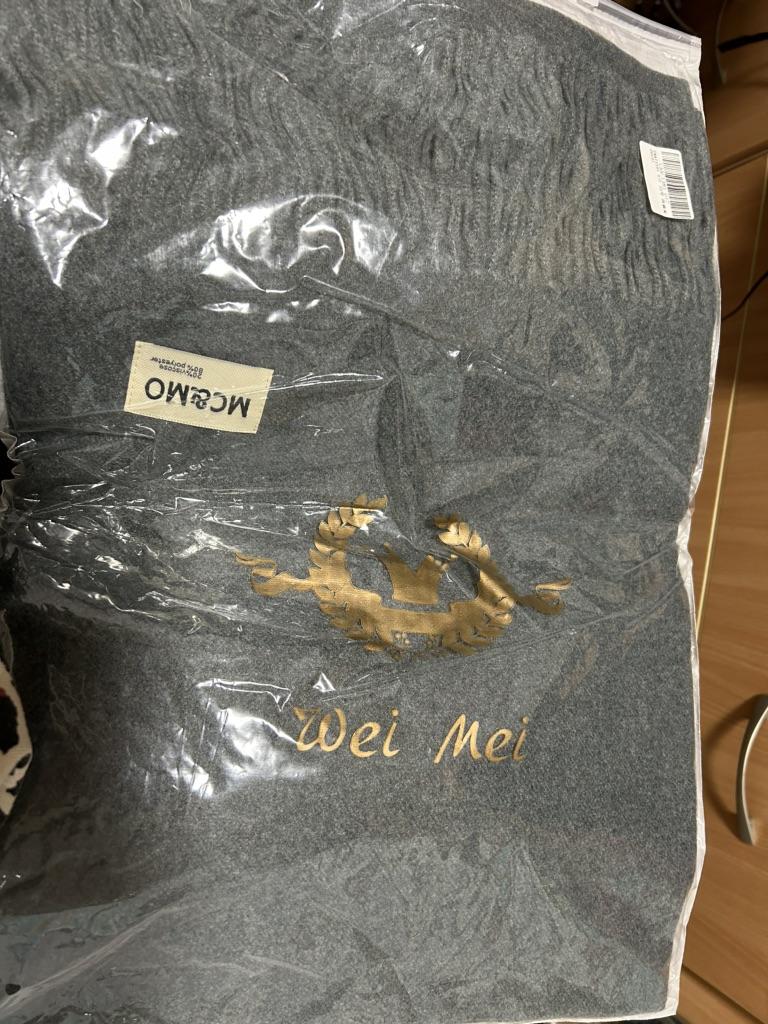 MC&MO
20%viscose
80% polyester
Wei Mei